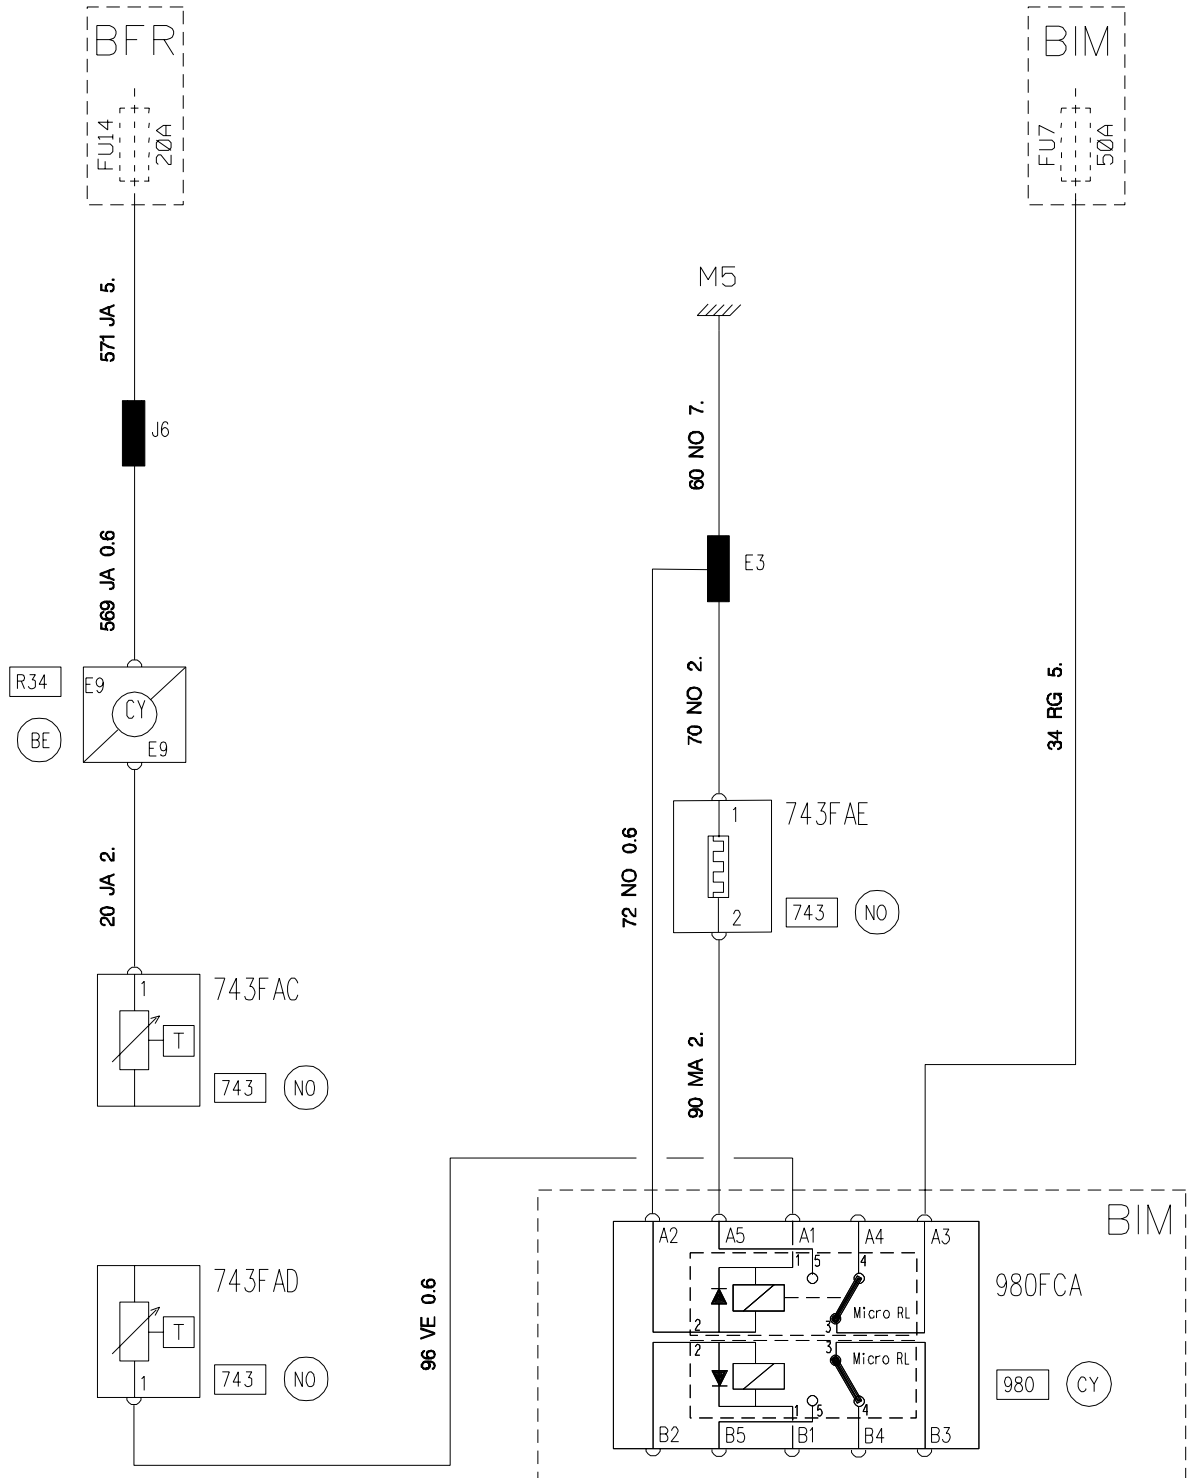 BFR
FU14
20A
BIM
FU7
50A
M5
571 JA 5.
J6
60 NO 7.
E3
569 JA 0.6
R34
E9
CY
BE
E9
70 NO 2.
34 RG 5.
1
743FAE
72 NO 0.6
20 JA 2.
2
743
NO
1
743FAC
T
743
NO
90 MA 2.
BIM
A2
A5
A1
A4
A3
1
5
4
743FAD
980FCA
T
96 VE 0.6
2
3
Micro RL
2
3
Micro RL
1
743
NO
980
CY
1
5
4
B2
B5
B1
B4
B3